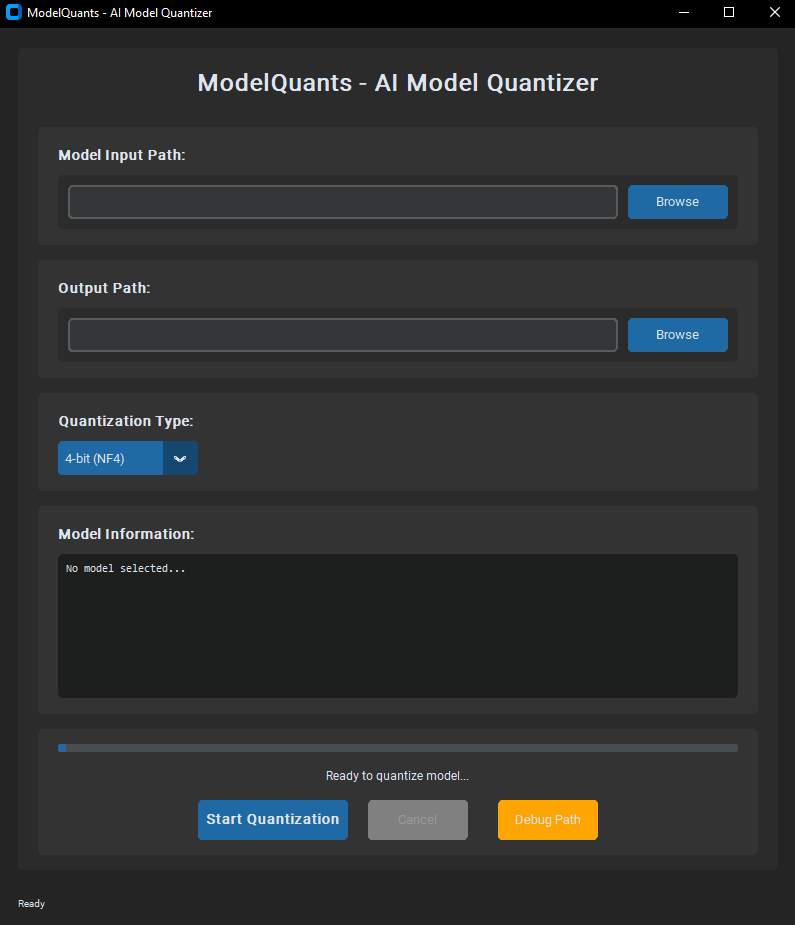 ModelQuants - AI Model Quantizer
ModelQuants - AI Model Quantizer
Model Input Path:
Browse
Output Path:
Browse
Quantization Type:
4-bit (NF4)
Model Information:
No model selected...
Ready to quantize model...
Start Quantization Cancel Debug Path
Ready